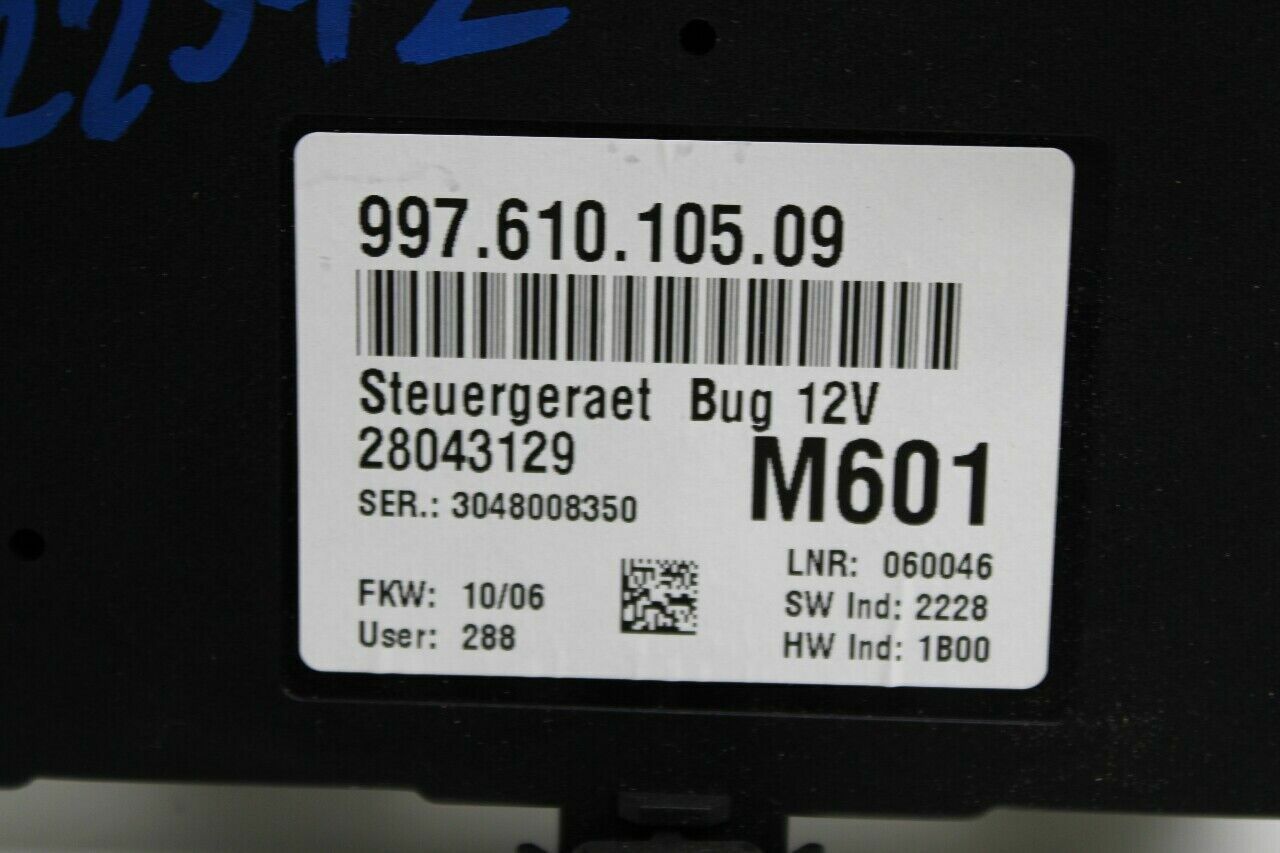 997.610.105.09
Steuergeraet Bug 12V
28043129
M601
SER.: 3048008350
LNR: 060046
FKW: 10/06
SW Ind: 2228
User: 288
HW Ind: 1B00